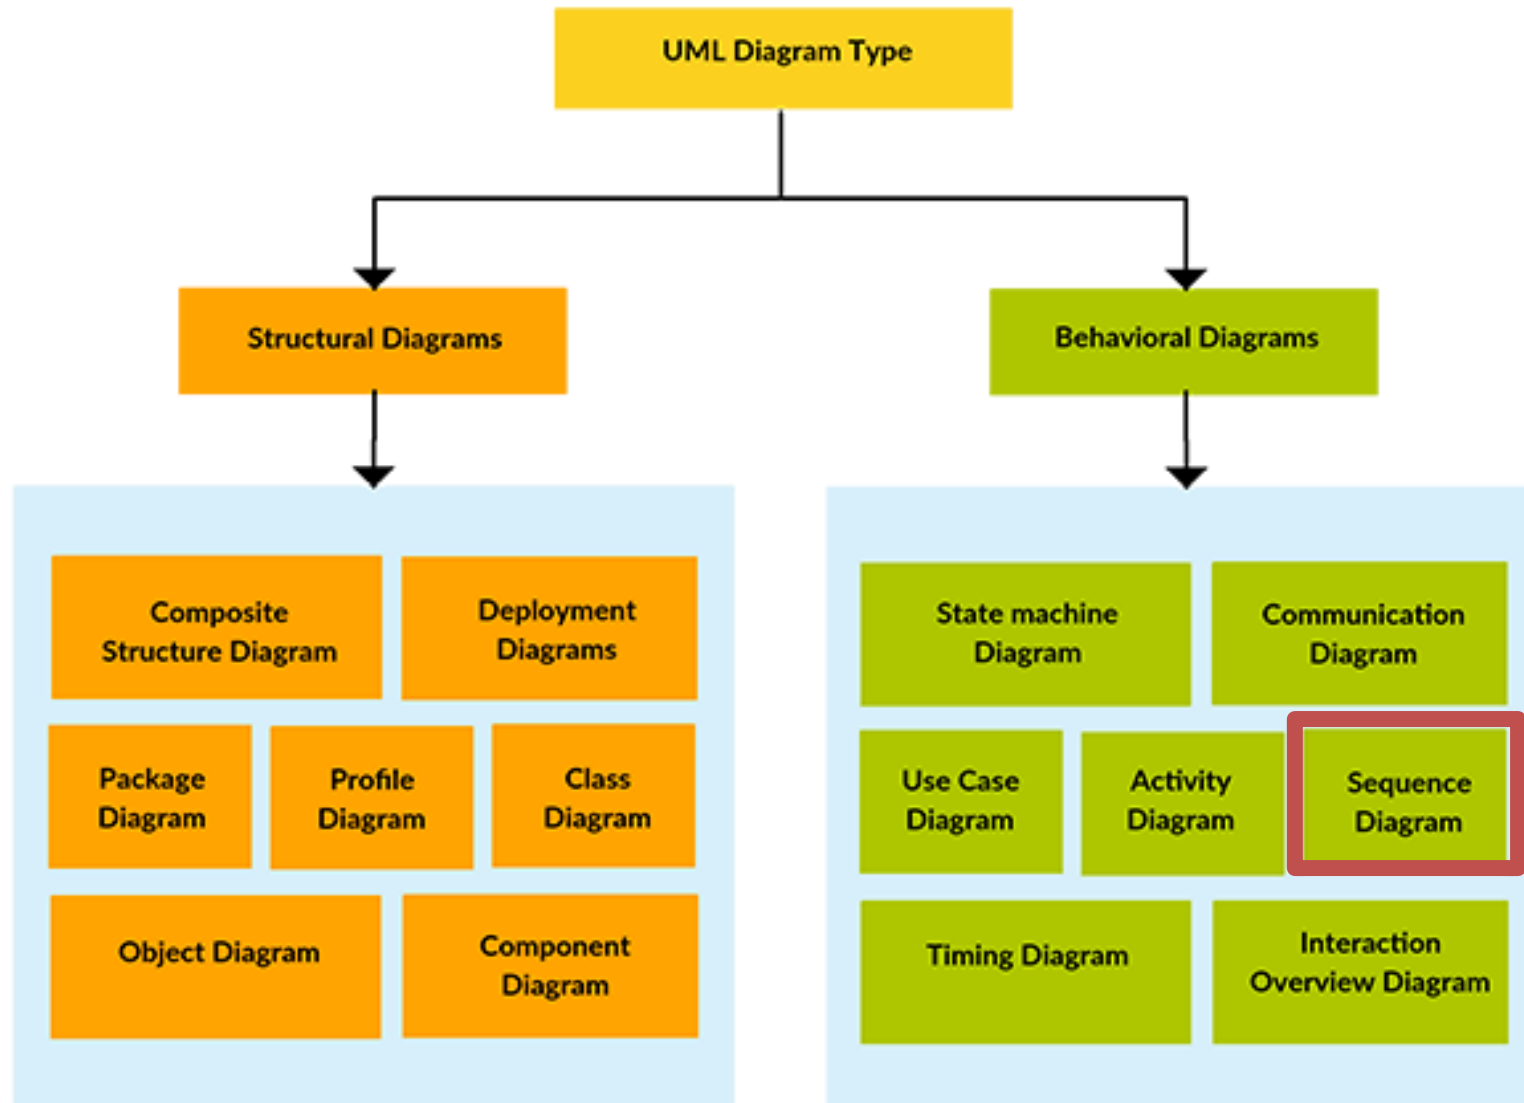 UML Diagram Type
Structural Diagrams
Behavioral Diagrams
Composite
Structure Diagram
Deployment
Diagrams
Package
Diagram
Profile
Diagram
Class
Diagram
Object Diagram
Component
Diagram
State machine
Diagram
Communication
Diagram
Use Case
Diagram
Activity
Diagram
Sequence
Diagram
Timing Diagram
Interaction
Overview Diagram